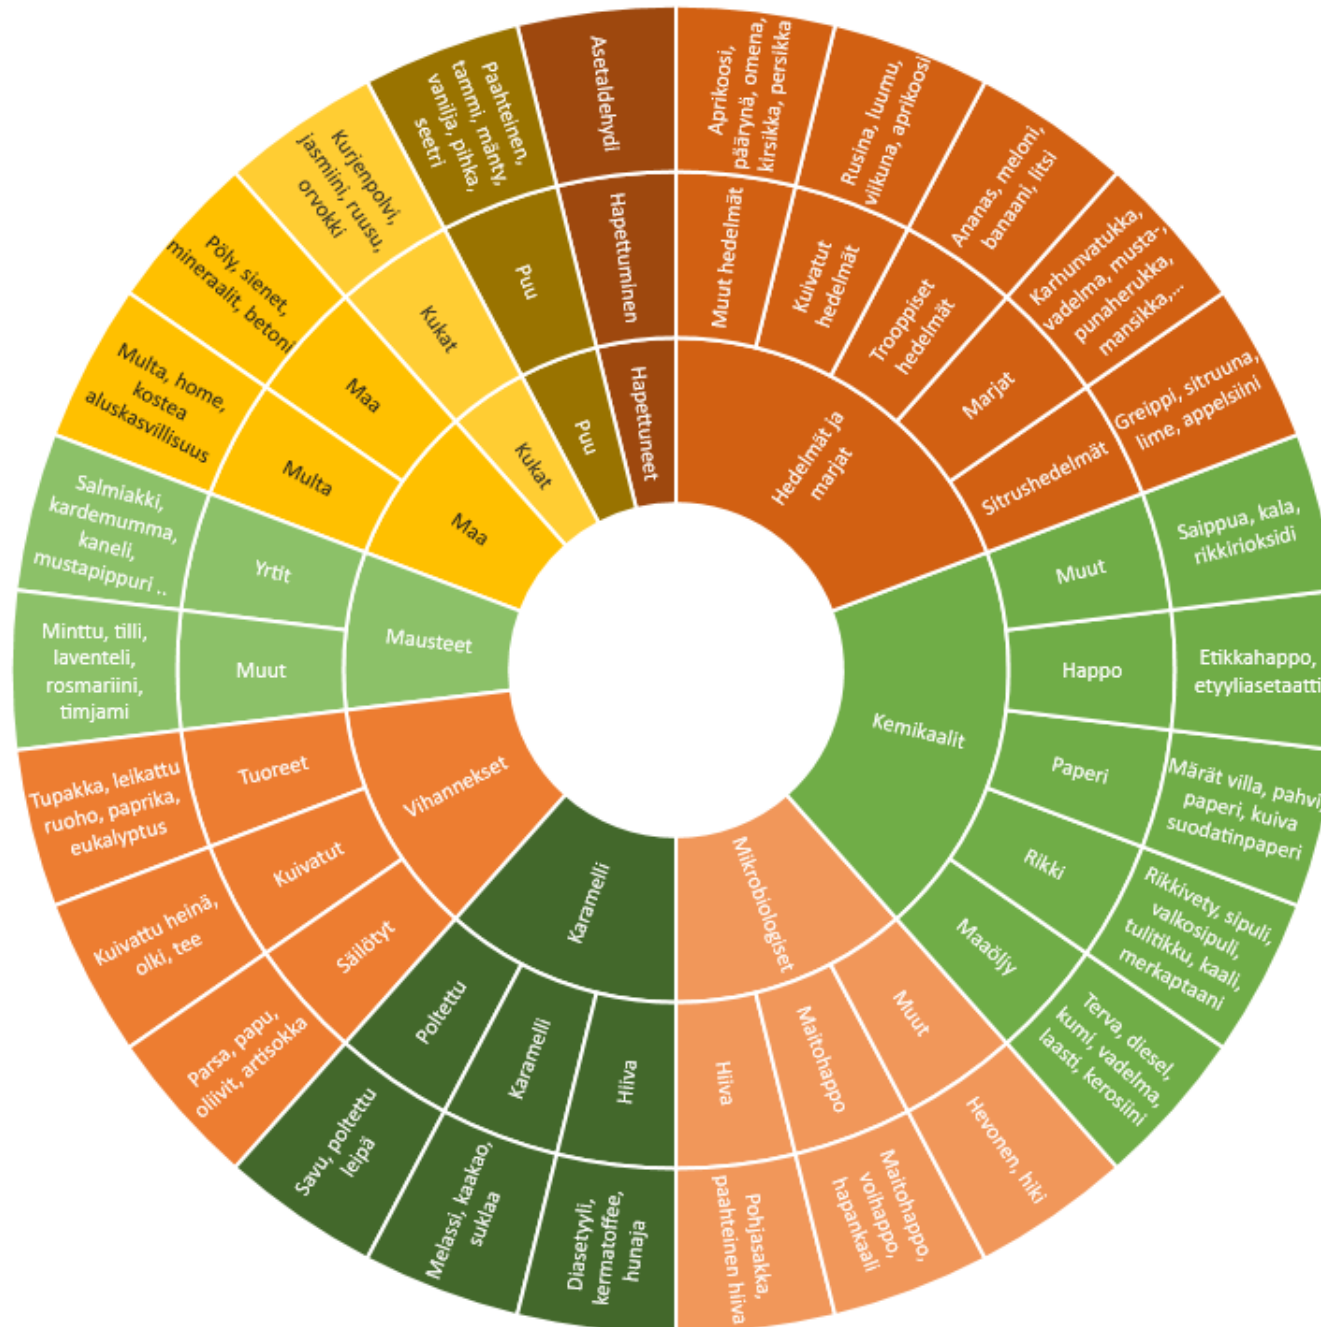 Hedelmät ja
marjat
Muut hedelmät
Aprikoosi,
päärynä, omena,
kirsikka, persikka
Kuivatut
hedelmät
Rusina, luumu,
viikuna, aprikoosi
Trooppiset
hedelmät
Ananas, meloni,
banaani, litsi
Marjat
Karhunvatukka,
vadelma, musta-,
punaherukka,
mansikka,...
Sitrushedelmät
Greippi, sitruuna,
lime, appelsiini
Kemikaalit
Muut
Saippua, kala,
rikkirioksidi
Happo
Etikkahappo,
etyyliasetaatti
Paperi
Märät villa, pahvi,
paperi, kuiva
suodatinpaperi
Rikki
Rikkivety, sipuli,
valkosipuli,
tulitikku, kaali,
merkaptaani
Maaöljy
Terva, diesel,
kumi, vadelma,
laasti, kerosiini
Mikrobiologiset
Muut
Hevonen, hiki
Maitohappo
Maitohappo,
voihappo,
hapankaali
Hiiva
Pohjasakka,
paahteinen hiiva
Karamelli
Hiiva
Diasetyyli,
kermatoffee,
hunaja
Karamelli
Melassi, kaakao,
suklaa
Poltettu
Savu, poltettu
leipä
Vihannekset
Säilötyt
Parsa, papu,
oliivit, artisokka
Kuivatut
Kuivattu heinä,
olki, tee
Tuoreet
Tupakka, leikattu
ruoho, paprika,
eukalyptus
Mausteet
Muut
Minttu, tilli,
laventeli,
rosmariini,
timjami
Yrtit
Salmiakki,
kardemumma,
kaneli,
mustapippuri ..
Maa
Multa
Multa, home,
kostea
aluskasvillisuus
Maa
Pöly, sienet,
mineraalit, betoni
Kukat
Kukat
Kurjenpolvi,
jasmiini, ruusu,
orvokki
Puu
Puu
Paahteinen,
tammi, mänty,
vanilja, pihka,
seetri
Hapettuneet
Hapettuminen
Asetaldehydi